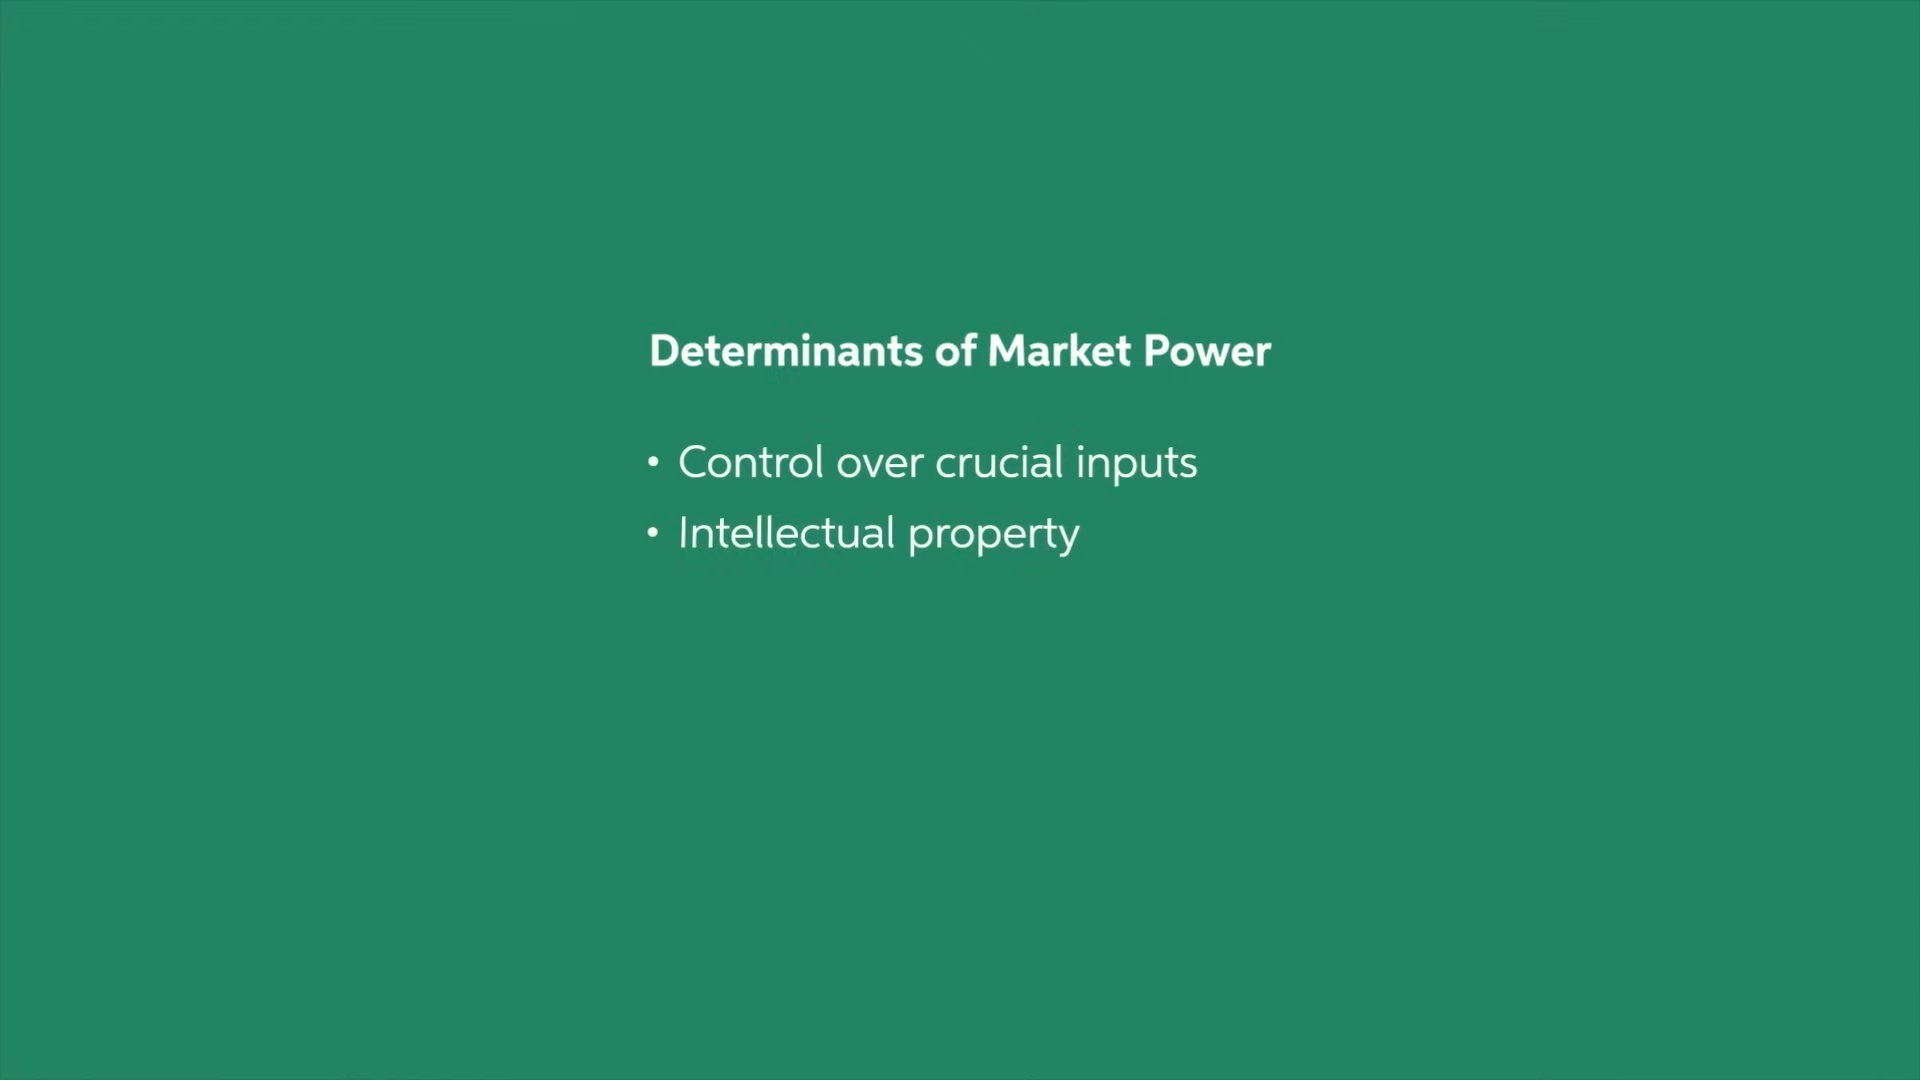 Determinants of Market Power
• Control over crucial inputs
• Intellectual property